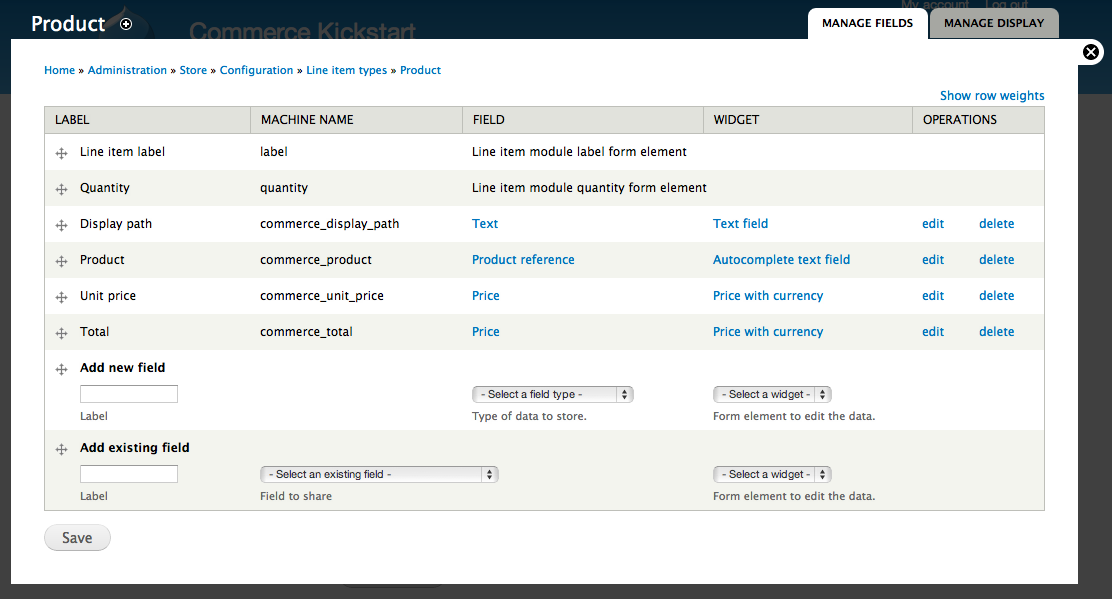 Product
Commerce Kickstart
My account Log out
MANAGE FIELDS MANAGE DISPLAY
Home » Administration » Store » Configuration » Line item types » Product
Show row weights
LABEL MACHINE NAME FIELD WIDGET OPERATIONS
Line item label label Line item module label form element
Quantity quantity Line item module quantity form element
Display path commerce_display_path Text Text field edit delete
Product commerce_product Product reference Autocomplete text field edit delete
Unit price commerce_unit_price Price Price with currency edit delete
Total commerce_total Price Price with currency edit delete
Add new field
- Select a field type - - Select a widget -
Label Type of data to store. Form element to edit the data.
Add existing field
- Select an existing field - - Select a widget -
Label Field to share Form element to edit the data.
Save